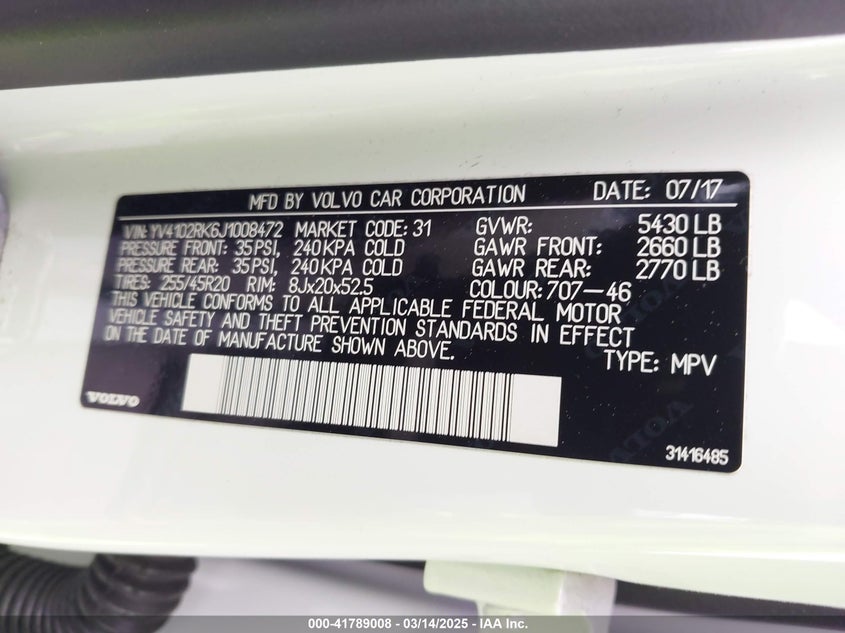 MFD BY VOLVO CAR CORPORATION DATE: 07/17
VIN: YV4102RK6J1008472 MARKET CODE: 31 GVWR: 5430 LB
PRESSURE FRONT: 35 PSI, 240 KPA COLD GAWR FRONT: 2660 LB
PRESSURE REAR: 35 PSI, 240 KPA COLD GAWR REAR: 2770 LB
TIRES: 255/45R20 RIM: 8Jx20x52.5 COLOUR: 707-46
THIS VEHICLE CONFORMS TO ALL APPLICABLE FEDERAL MOTOR
VEHICLE SAFETY AND THEFT PREVENTION STANDARDS IN EFFECT
ON THE DATE OF MANUFACTURE SHOWN ABOVE.
TYPE: MPV
VOLVO
31416485
000-41789008 - 03/14/2025 - IAA Inc.